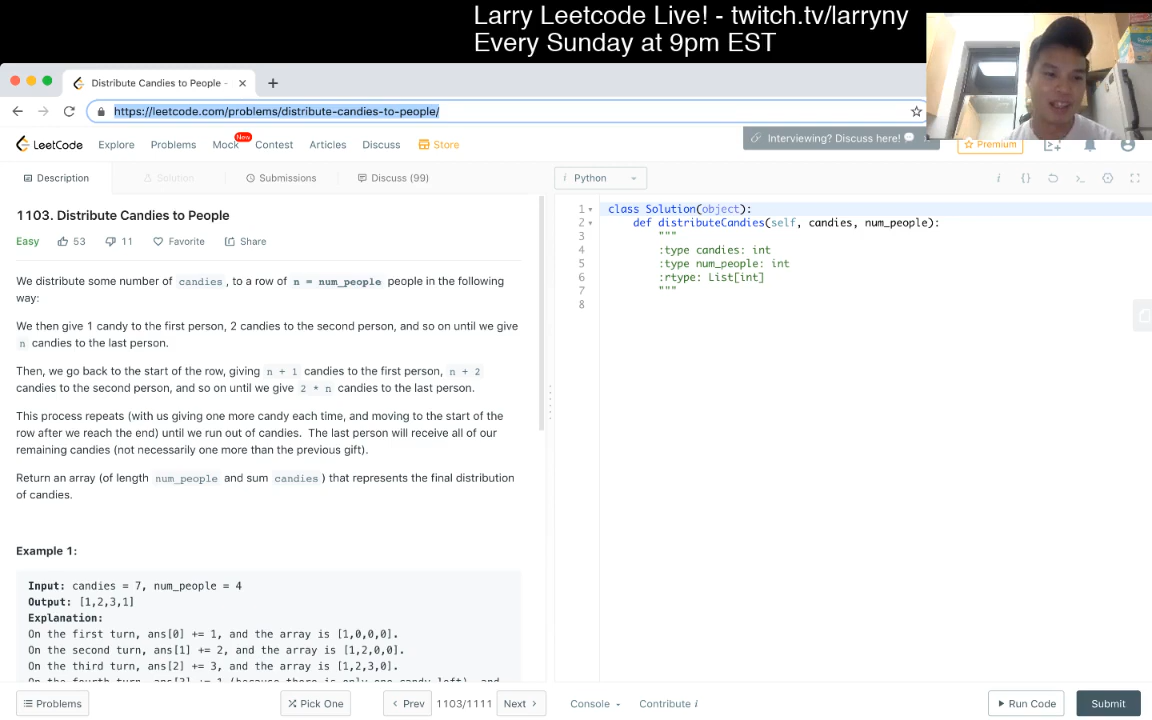 Larry Leetcode Live! - twitch.tv/larryny
Every Sunday at 9pm EST
Distribute Candies to People -
https://leetcode.com/problems/distribute-candies-to-people/
LeetCode Explore Problems Mock New Contest Articles Discuss Store Interviewing? Discuss here! Premium
Description Solution Submissions Discuss (99) i Python i {}
1103. Distribute Candies to People
Easy 53 11 Favorite Share
We distribute some number of candies, to a row of n = num_people people in the following
way:
We then give 1 candy to the first person, 2 candies to the second person, and so on until we give
n candies to the last person.
Then, we go back to the start of the row, giving n + 1 candies to the first person, n + 2
candies to the second person, and so on until we give 2 * n candies to the last person.
This process repeats (with us giving one more candy each time, and moving to the start of the
row after we reach the end) until we run out of candies. The last person will receive all of our
remaining candies (not necessarily one more than the previous gift).
Return an array (of length num_people and sum candies) that represents the final distribution
of candies.
Example 1:
Input: candies = 7, num_people = 4
Output: [1,2,3,1]
Explanation:
On the first turn, ans[0] += 1, and the array is [1,0,0,0].
On the second turn, ans[1] += 2, and the array is [1,2,0,0].
On the third turn, ans[2] += 3, and the array is [1,2,3,0].
On the fourth turn, ans[3] += 1 (because there is only one candy left), and
1 class Solution(object):
2 def distributeCandies(self, candies, num_people):
3 """
4 :type candies: int
5 :type num_people: int
6 :rtype: List[int]
7 """
8
Problems Pick One Prev 1103/1111 Next Console Contribute i Run Code Submit